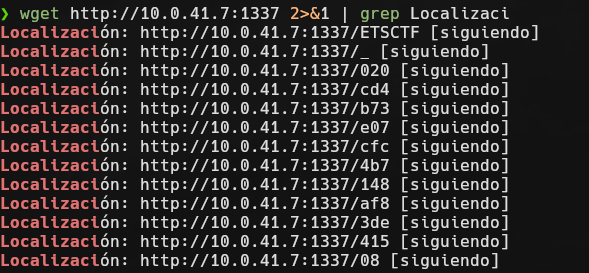 ❯ wget http://10.0.41.7:1337 2>&1 | grep Localizaci
Localización: http://10.0.41.7:1337/ETSCTF [siguiendo]
Localización: http://10.0.41.7:1337/_ [siguiendo]
Localización: http://10.0.41.7:1337/020 [siguiendo]
Localización: http://10.0.41.7:1337/cd4 [siguiendo]
Localización: http://10.0.41.7:1337/b73 [siguiendo]
Localización: http://10.0.41.7:1337/e07 [siguiendo]
Localización: http://10.0.41.7:1337/cfc [siguiendo]
Localización: http://10.0.41.7:1337/4b7 [siguiendo]
Localización: http://10.0.41.7:1337/148 [siguiendo]
Localización: http://10.0.41.7:1337/af8 [siguiendo]
Localización: http://10.0.41.7:1337/3de [siguiendo]
Localización: http://10.0.41.7:1337/415 [siguiendo]
Localización: http://10.0.41.7:1337/08 [siguiendo]